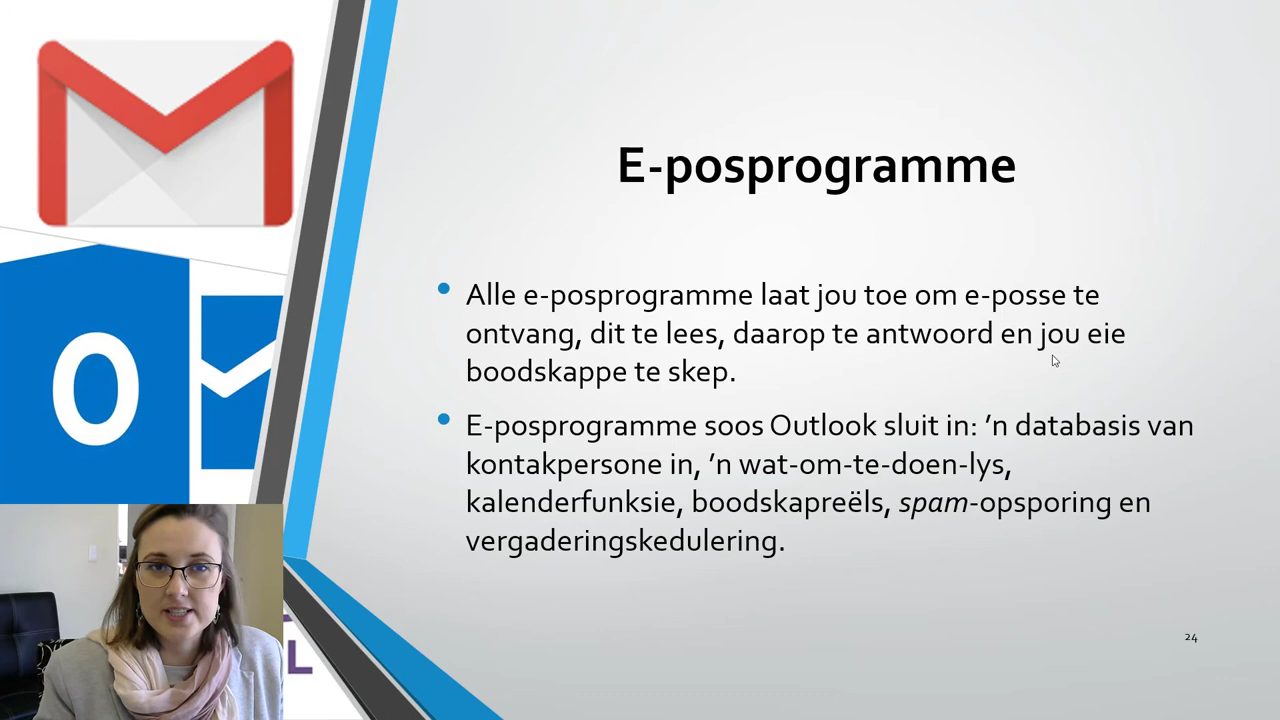 E-posprogramme
Alle e-posprogramme laat jou toe om e-posse te
ontvang, dit te lees, daarop te antwoord en jou eie
boodskappe te skep.
E-posprogramme soos Outlook sluit in: ’n databasis van
kontakpersone in, ’n wat-om-te-doen-lys,
kalenderfunksie, boodskapreëls, spam-opsporing en
vergaderingskedulering.
O
L
24